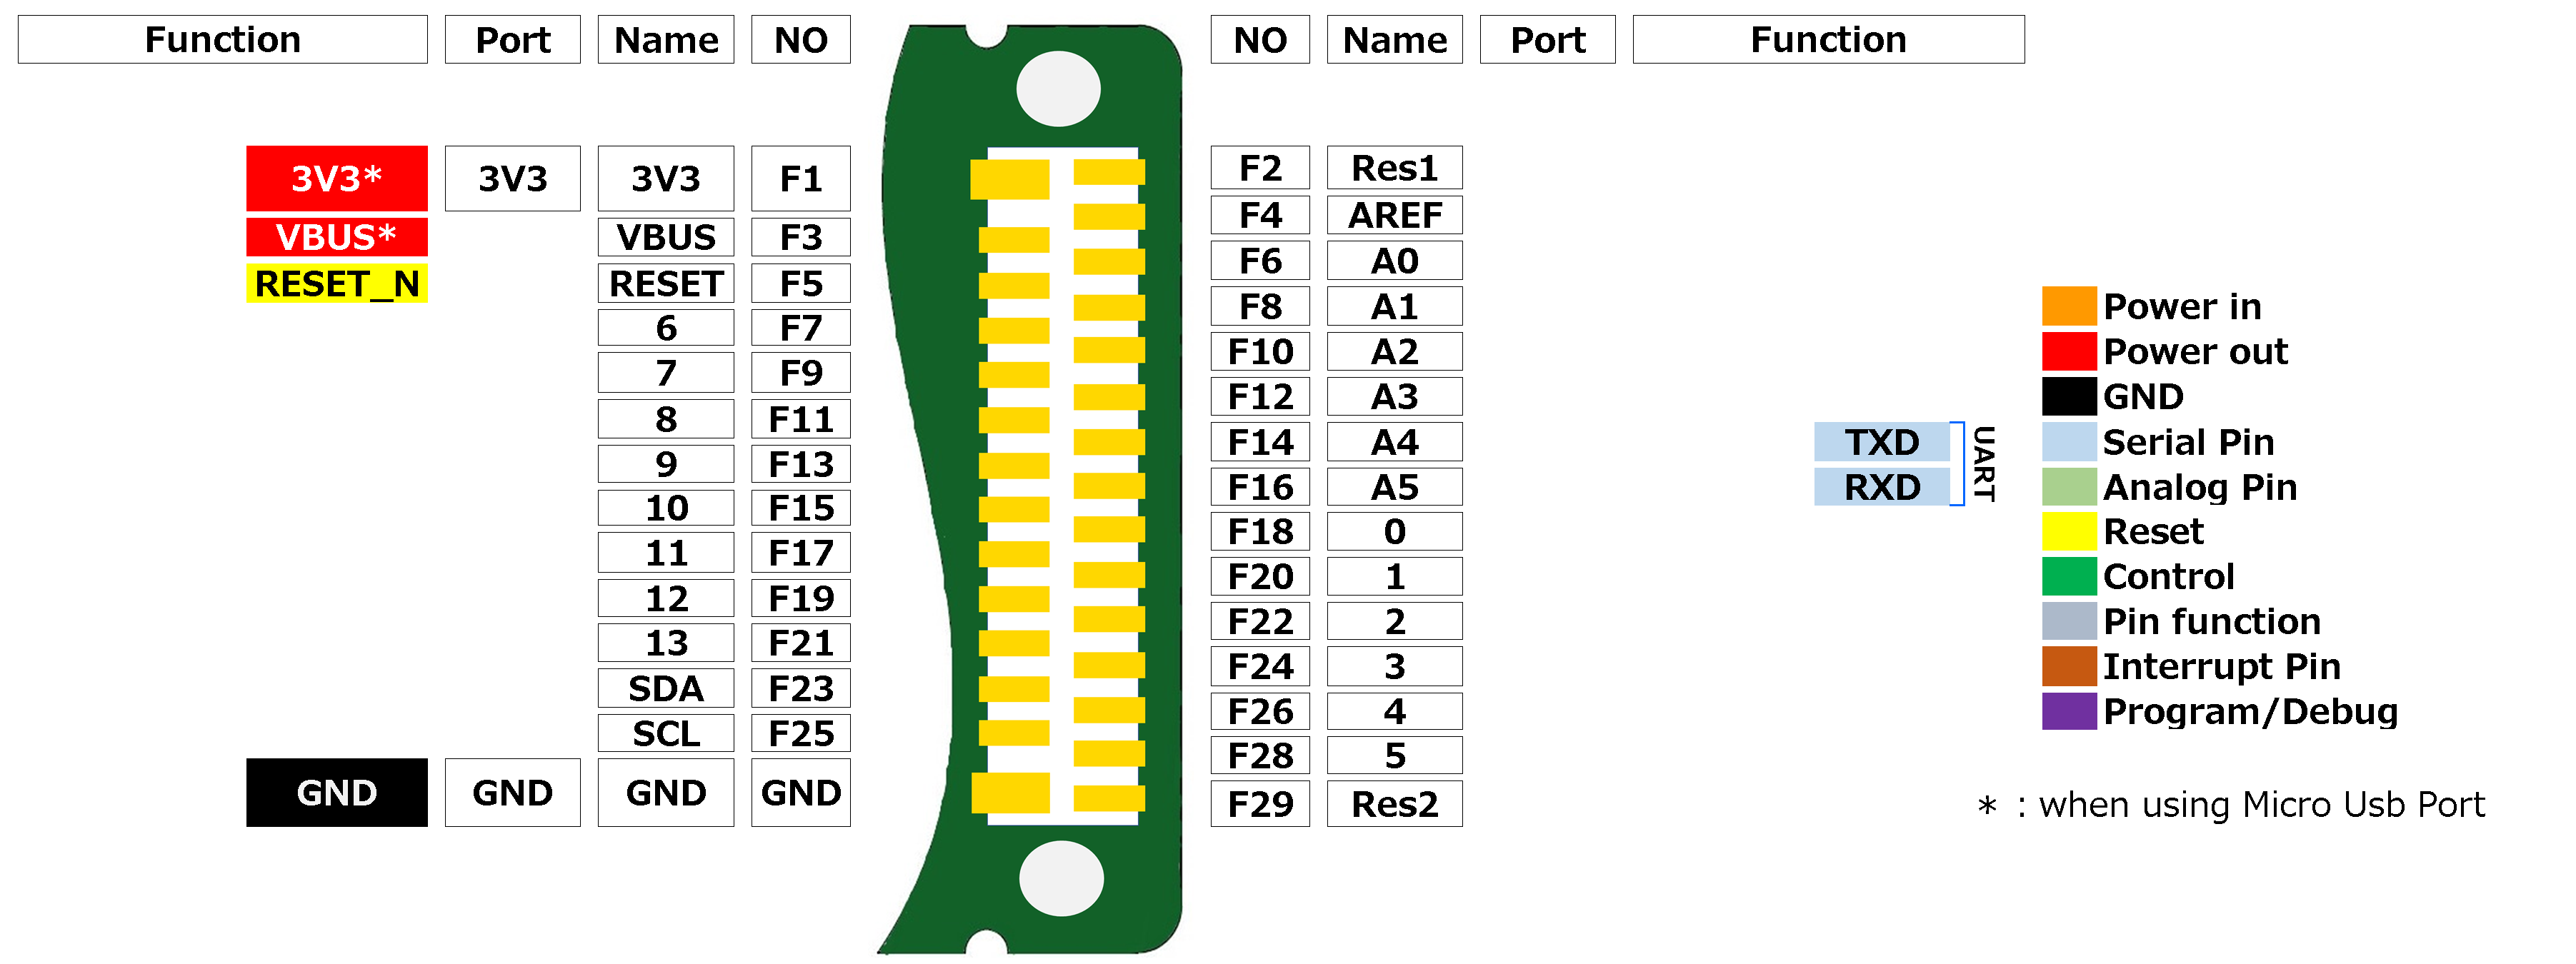 Function Port Name NO NO Name Port Function
3V3* 3V3 3V3 F1 F2 Res1
VBUS* VBUS F3 F4 AREF
RESET_N RESET F5 F6 A0
6 F7 F8 A1 Power in
7 F9 F10 A2 Power out
8 F11 F12 A3 GND
9 F13 F14 A4 TXD Serial Pin
10 F15 F16 A5 RXD Analog Pin
UART
11 F17 F18 0 Reset
12 F19 F20 1 Control
13 F21 F22 2 Pin function
SDA F23 F24 3 Interrupt Pin
SCL F25 F26 4 Program/Debug
F28 5
GND GND GND GND F29 Res2 * : when using Micro Usb Port